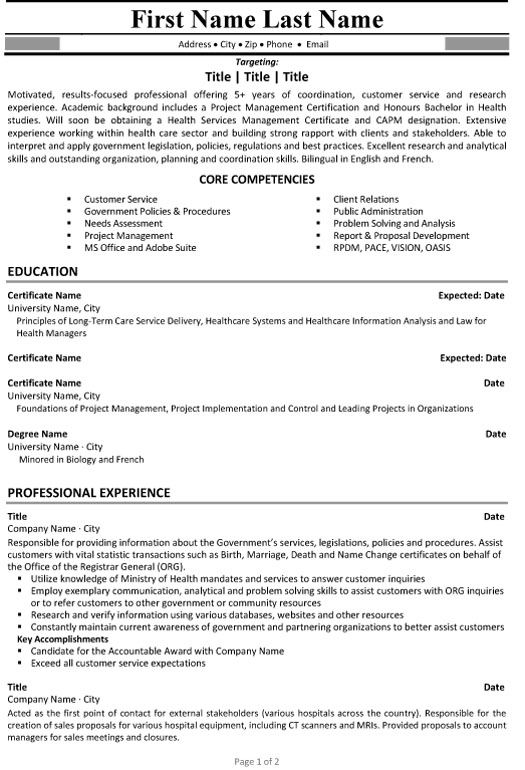 First Name Last Name
Address • City • Zip • Phone • Email
Targeting:
Title | Title | Title
Motivated, results-focused professional offering 5+ years of coordination, customer service and research
experience. Academic background includes a Project Management Certification and Honours Bachelor in Health
studies. Will soon be obtaining a Health Services Management Certificate and CAPM designation. Extensive
experience working within health care sector and building strong rapport with clients and stakeholders. Able to
interpret and apply government legislation, policies, regulations and best practices. Excellent research and analytical
skills and outstanding organization, planning and coordination skills. Bilingual in English and French.
CORE COMPETENCIES
▪ Customer Service
▪ Government Policies & Procedures
▪ Needs Assessment
▪ Project Management
▪ MS Office and Adobe Suite
▪ Client Relations
▪ Public Administration
▪ Problem Solving and Analysis
▪ Report & Proposal Development
▪ RPDM, PACE, VISION, OASIS
EDUCATION
Certificate Name Expected: Date
University Name, City
Principles of Long-Term Care Service Delivery, Healthcare Systems and Healthcare Information Analysis and Law for
Health Managers
Certificate Name Expected: Date
Certificate Name Date
University Name, City
Foundations of Project Management, Project Implementation and Control and Leading Projects in Organizations
Degree Name Date
University Name · City
Minored in Biology and French
PROFESSIONAL EXPERIENCE
Title Date
Company Name · City
Responsible for providing information about the Government's services, legislations, policies and procedures. Assist
customers with vital statistic transactions such as Birth, Marriage, Death and Name Change certificates on behalf of
the Office of the Registrar General (ORG).
▪ Utilize knowledge of Ministry of Health mandates and services to answer customer inquiries
▪ Employ exemplary communication, analytical and problem solving skills to assist customers with ORG inquiries
or to refer customers to other government or community resources
▪ Research and verify information using various databases, websites and other resources
▪ Constantly maintain current awareness of government and partnering organizations to better assist customers
Key Accomplishments
▪ Candidate for the Accountable Award with Company Name
▪ Exceed all customer service expectations
Title Date
Company Name · City
Acted as the first point of contact for external stakeholders (various hospitals across the country). Responsible for the
creation of sales proposals for various hospital equipment, including CT scanners and MRIs. Provided proposals to account
managers for sales meetings and closures.
Page 1 of 2